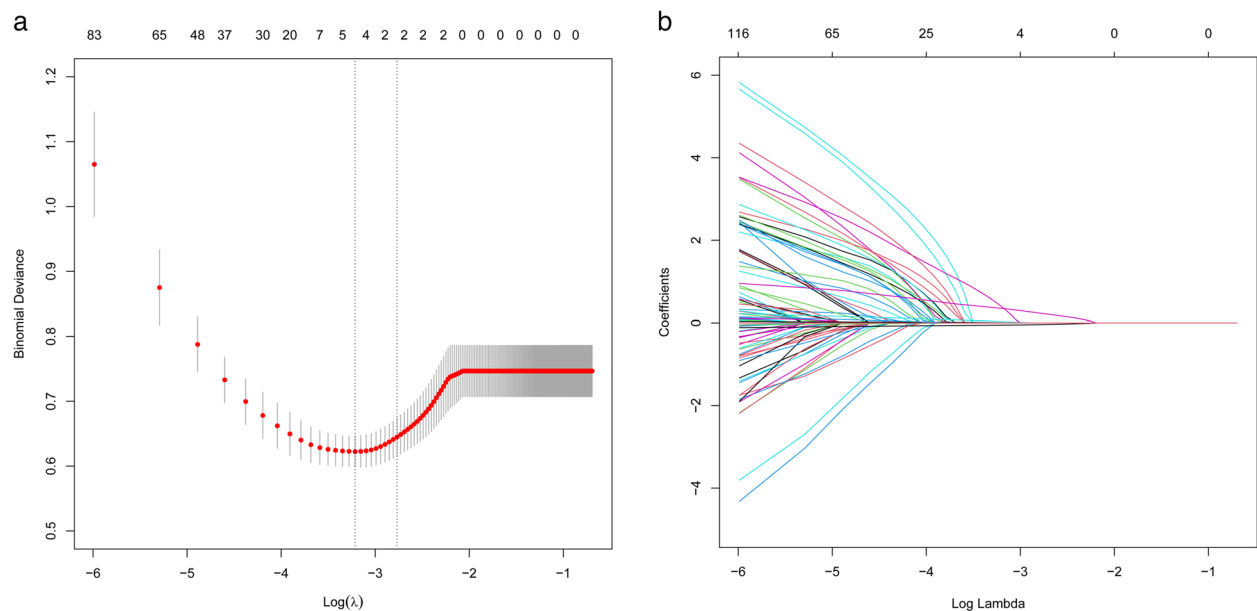 a
83 65 48 37 30 20 7 5 4 2 2 2 2 0 0 0 0 0 0 0
1.2
1.1
1.0
0.9
0.8
0.7
0.6
0.5
Binomial Deviance
−6 −5 −4 −3 −2 −1
Log(λ)
b
116 65 25 4 0 0
6
4
2
0
−2
−4
Coefficients
−6 −5 −4 −3 −2 −1
Log Lambda